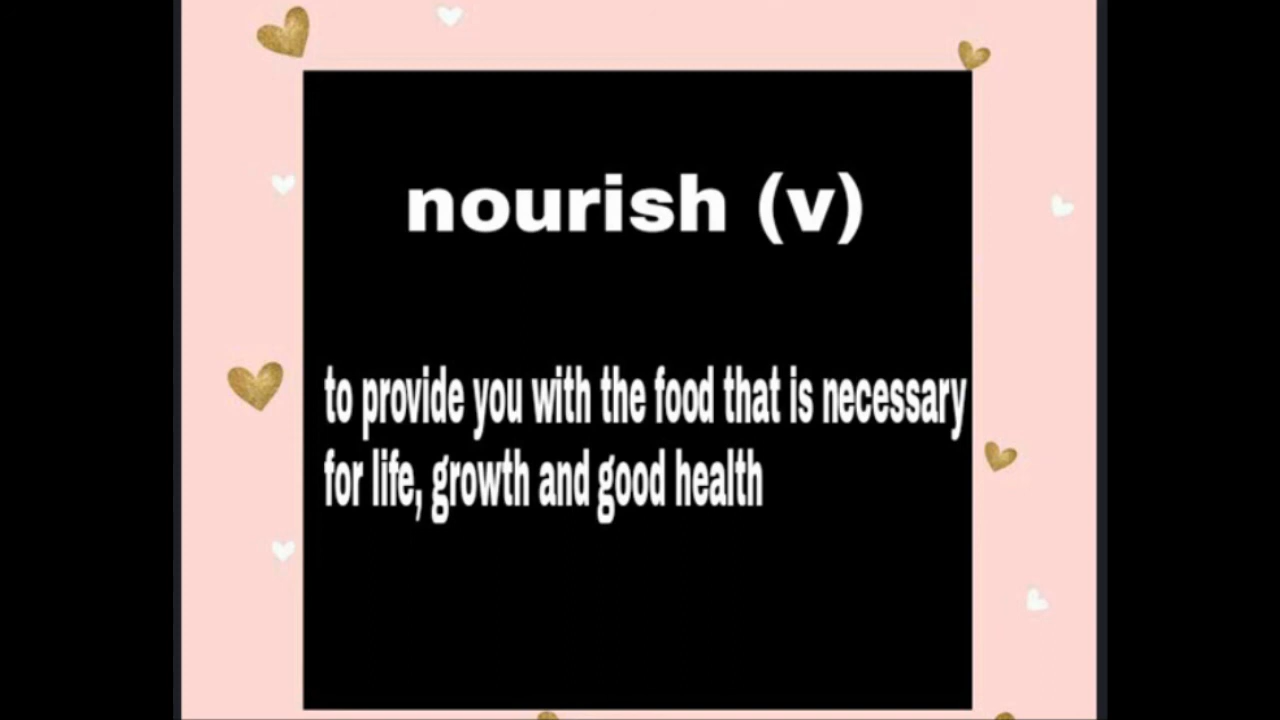 nourish (v)
to provide you with the food that is necessary
for life, growth and good health